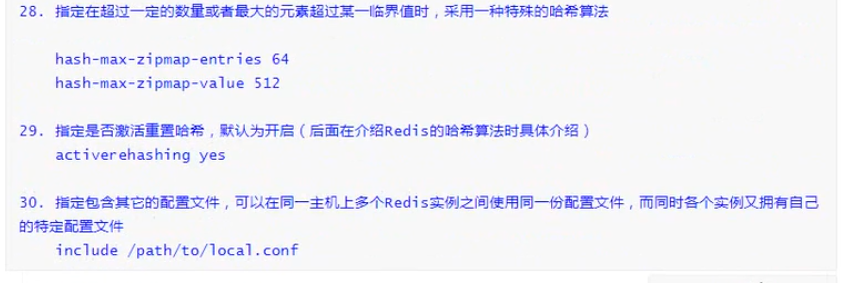 28. 指定在超过一定的数量或者最大的元素超过某一临界值时，采用一种特殊的哈希算法
hash-max-zipmap-entries 64
hash-max-zipmap-value 512
29. 指定是否激活重置哈希，默认为开启（后面在介绍Redis的哈希算法时具体介绍）
activerehashing yes
30. 指定包含其它的配置文件，可以在同一主机上多个Redis实例之间使用同一份配置文件，而同时各个实例又拥有自己
的特定配置文件
include /path/to/local.conf